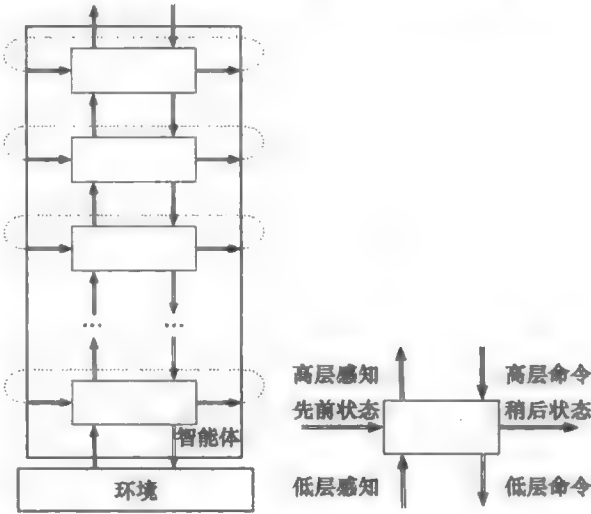 ... ...
智能体
环境
高层感知 高层命令
先前状态 稍后状态
低层感知 低层命令